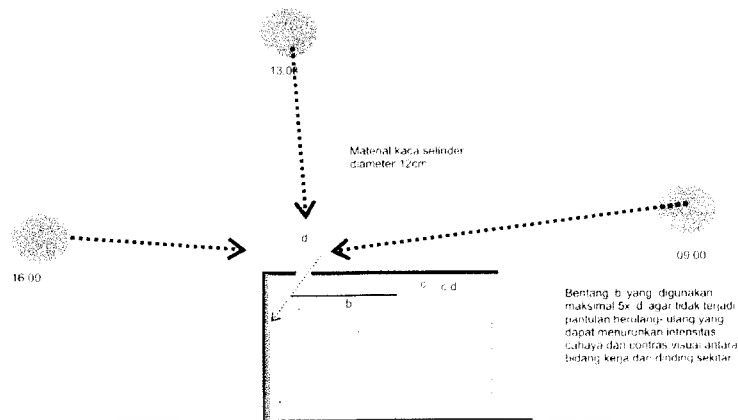 13.0
Material kaca selinder
diameter 12cm
d
16.00
09.00
b
c d
Bentang b yang digunakan
maksimal 5x d agar tidak terjadi
pantulan berulang- ulang yang
dapat menurunkan intensitas
cahaya dan contras visual antara
bidang kerja dan dinding sekitar